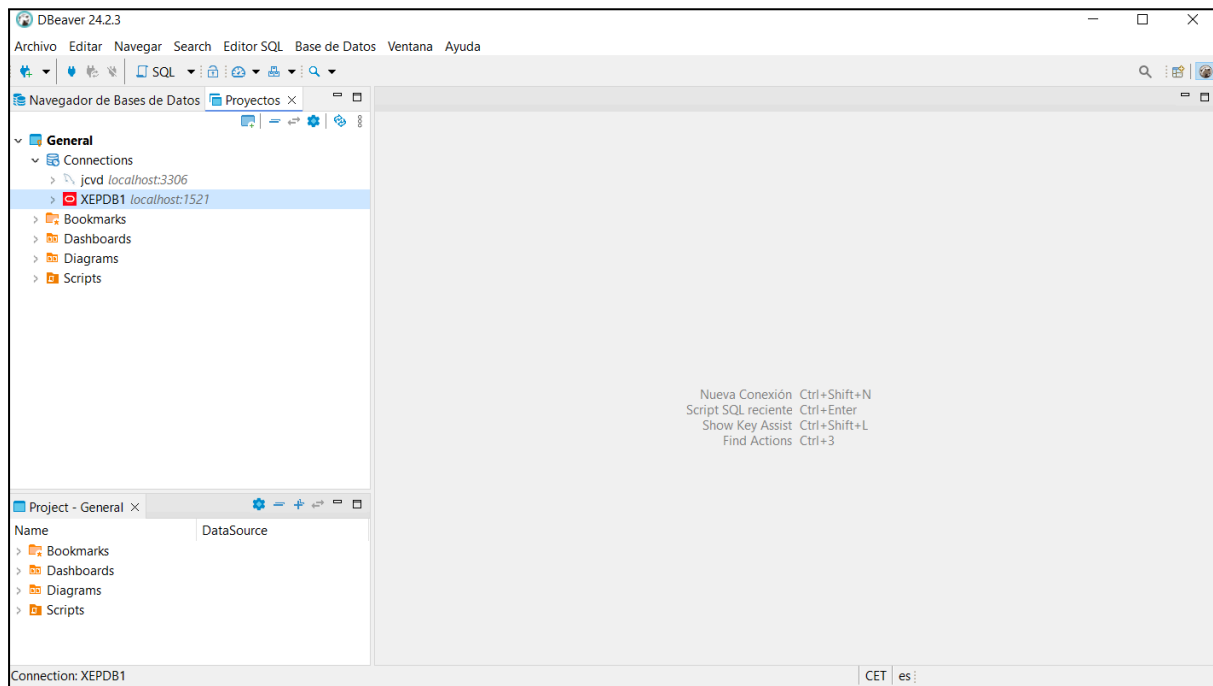 DBeaver 24.2.3
Archivo Editar Navegar Search Editor SQL Base de Datos Ventana Ayuda
SQL
Navegador de Bases de Datos Proyectos
General
Connections
jcvd localhost:3306
XEPDB1 localhost:1521
Bookmarks
Dashboards
Diagrams
Scripts
Nueva Conexión Ctrl+Shift+N
Script SQL reciente Ctrl+Enter
Show Key Assist Ctrl+Shift+L
Find Actions Ctrl+3
Project - General
Name DataSource
Bookmarks
Dashboards
Diagrams
Scripts
Connection: XEPDB1 CET es